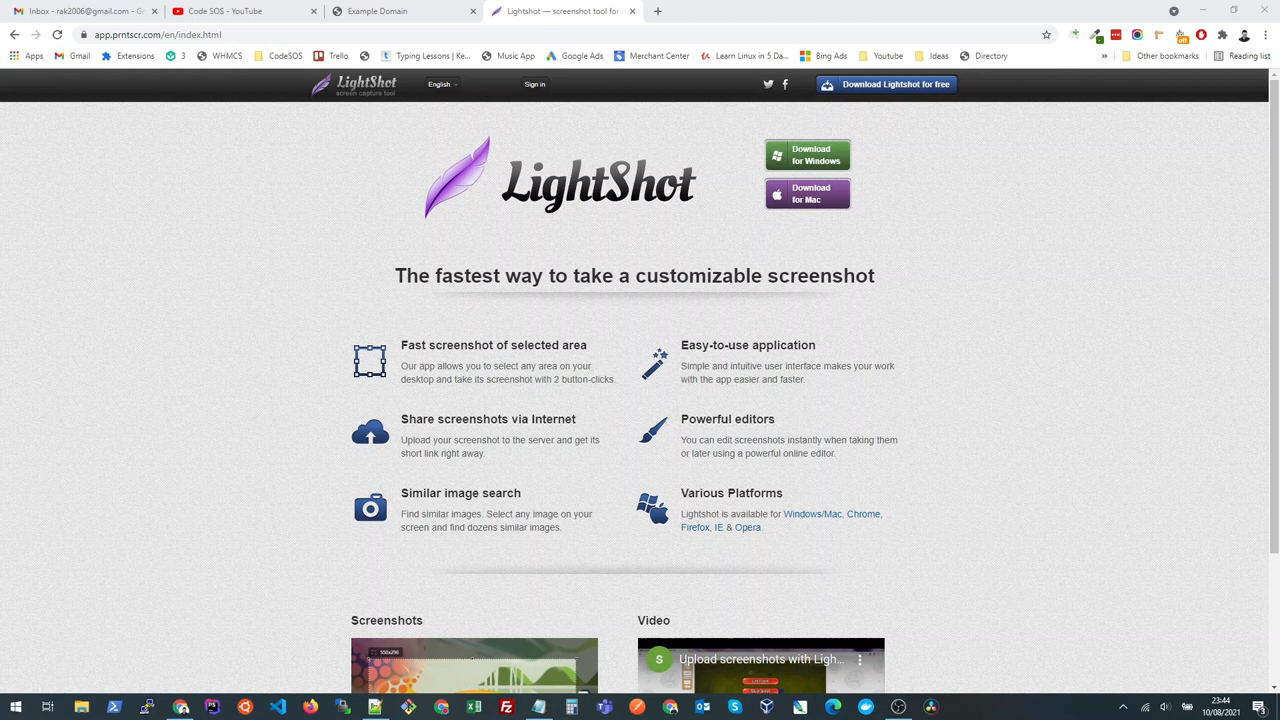 Inbox - rak2006@gmail.com - G
Code SOS - YouTube
Example Domain
Lightshot — screenshot tool for
app.prntscr.com/en/index.html
off
Apps
Gmail
Extensions
3
WHMCS
CodeSOS
Trello
Typing Lessons | Ke...
Music App
Google Ads
Merchant Center
Learn Linux in 5 Da...
Bing Ads
Youtube
Ideas
Directory
»
Other bookmarks
Reading list
LightShot
screen capture tool
English
Sign in
Download Lightshot for free
LightShot
Download
for Windows
Download
for Mac
The fastest way to take a customizable screenshot
Fast screenshot of selected area
Our app allows you to select any area on your
desktop and take its screenshot with 2 button-clicks.
Easy-to-use application
Simple and intuitive user interface makes your work
with the app easier and faster.
Share screenshots via Internet
Upload your screenshot to the server and get its
short link right away.
Powerful editors
You can edit screenshots instantly when taking them
or later using a powerful online editor.
Similar image search
Find similar images. Select any image on your
screen and find dozens similar images.
Various Platforms
Lightshot is available for Windows/Mac, Chrome,
Firefox, IE & Opera.
Screenshots
Video
S
Upload screenshots with Ligh...
23:44
10/08/2021